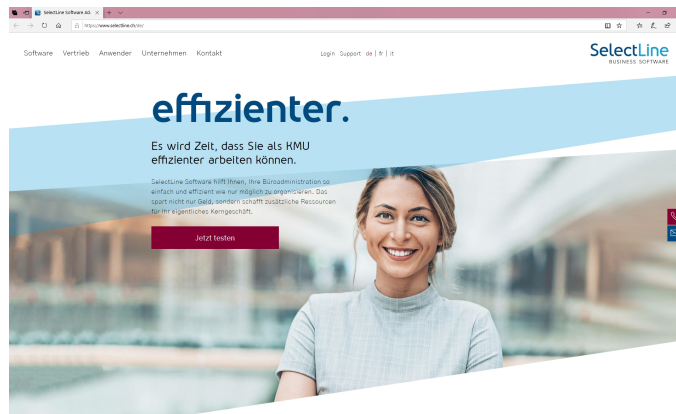 SelectLine Software AG
https://www.selectline.ch/de/
Software Vertrieb Anwender Unternehmen Kontakt
Login Support de | fr | it
SelectLine
BUSINESS SOFTWARE
effizienter.
Es wird Zeit, dass Sie als KMU
effizienter arbeiten können.
SelectLine Software hilft Ihnen, Ihre Büroadministration so
einfach und effizient wie nur möglich zu organisieren. Das
spart nicht nur Geld, sondern schafft zusätzliche Ressourcen
für Ihr eigentliches Kerngeschäft.
Jetzt testen